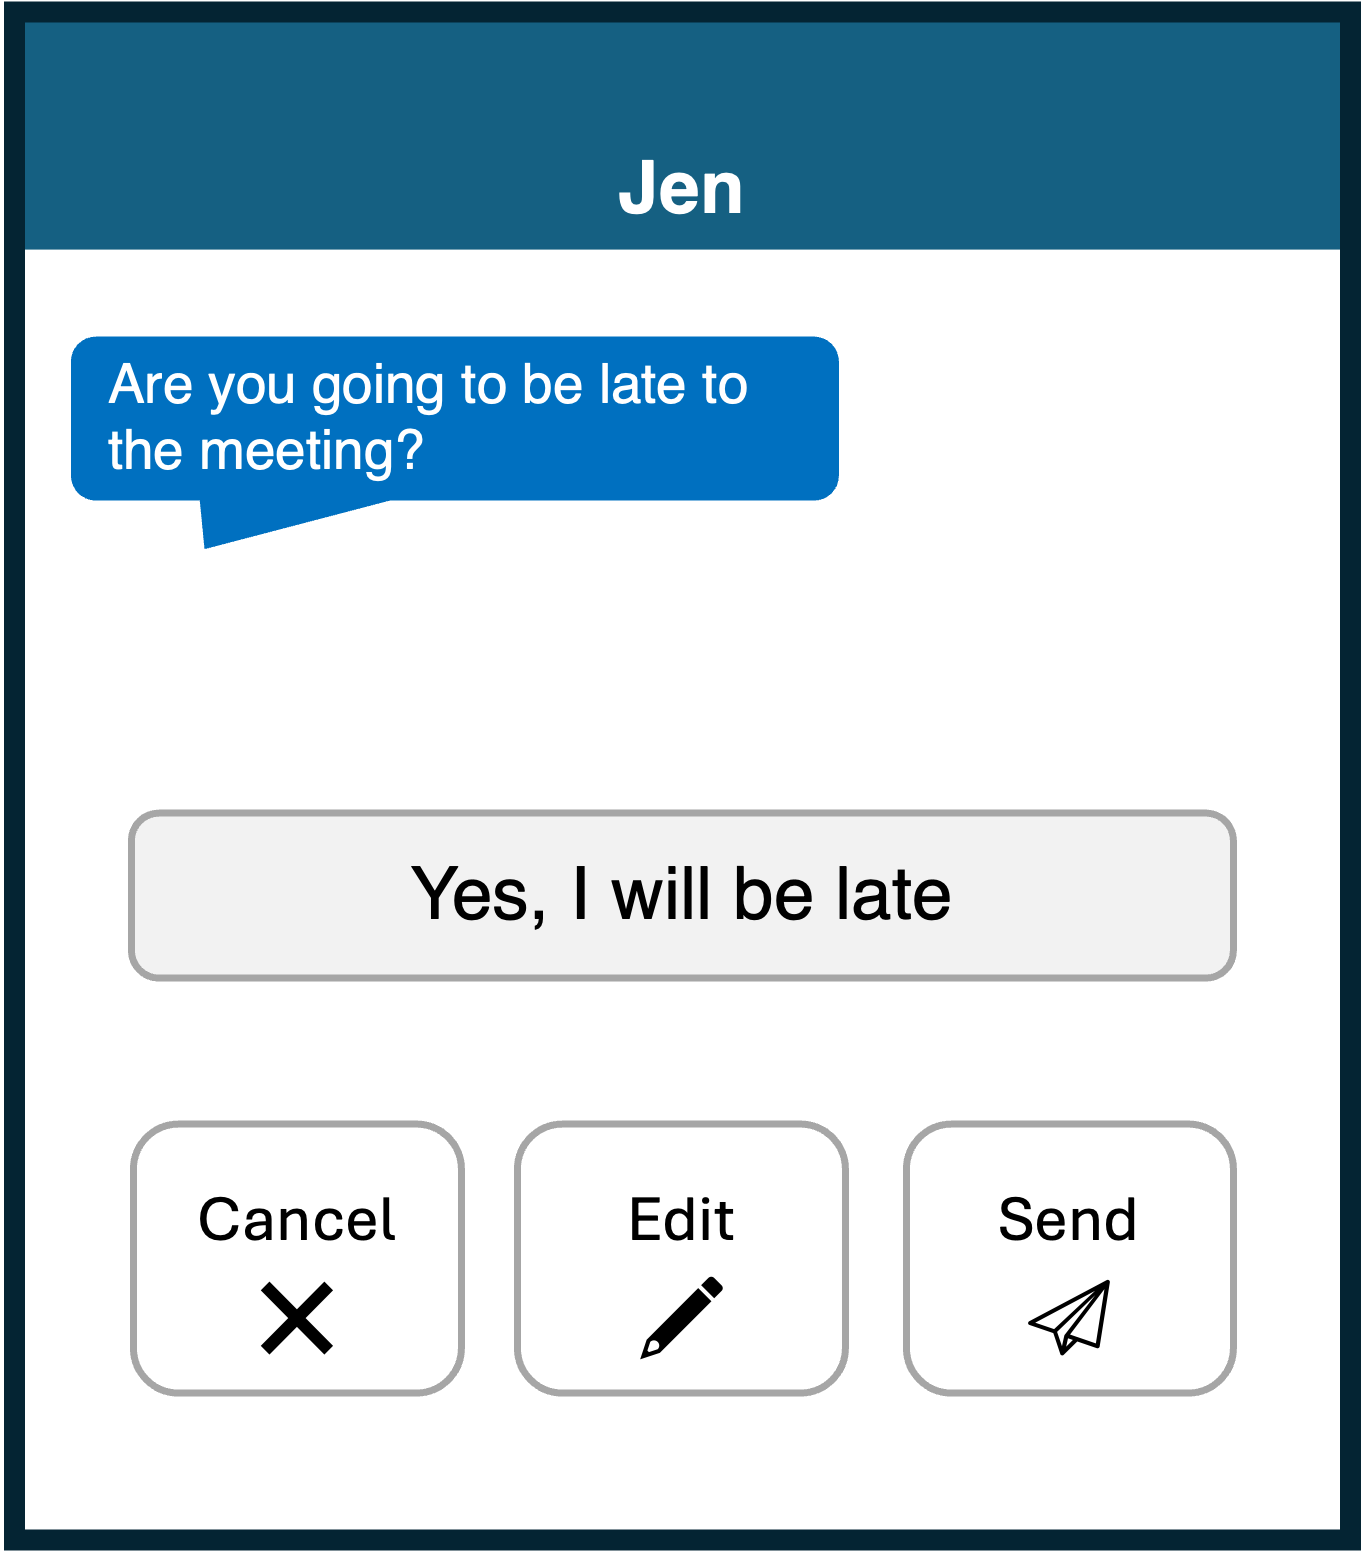 Jen
Are you going to be late to
the meeting?
Yes, I will be late
Cancel
Edit
Send